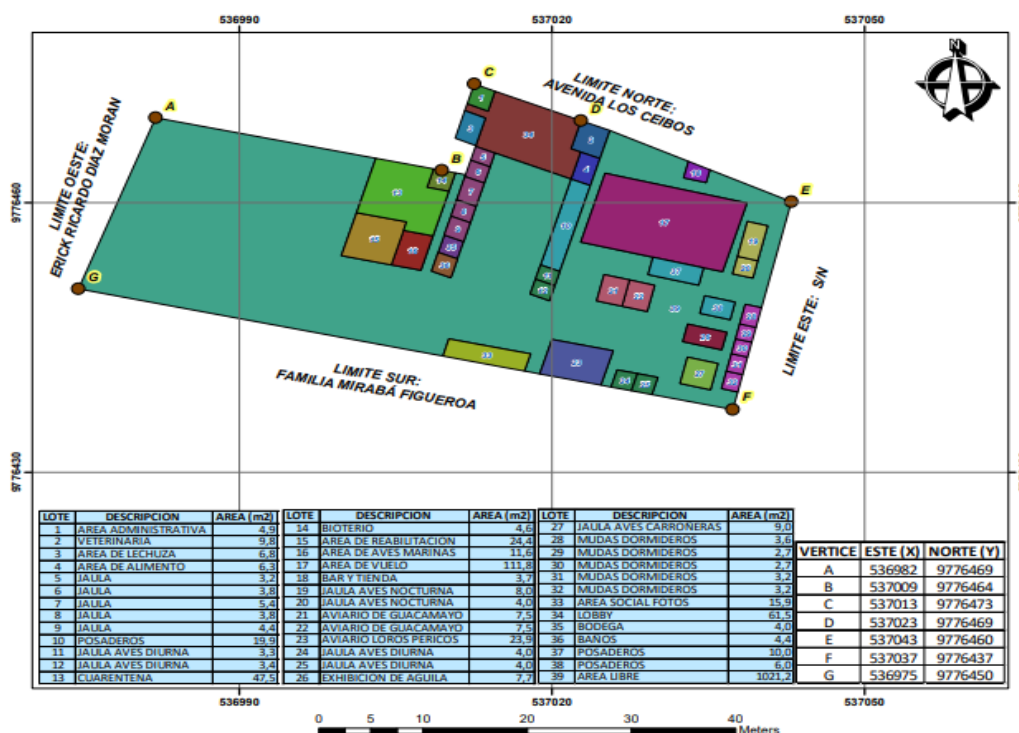 536990 537020 537050
N
C
LIMITE NORTE:
AVENIDA LOS CEIBOS
A
D
B
E
LIMITE OESTE:
ERICK RICARDO DIAZ MORAN
9776460
G
LIMITE ESTE: S/N
LIMITE SUR:
FAMILIA MIRABÁ FIGUEROA
F
9776430
LOTE DESCRIPCION AREA (m2)
1 AREA ADMINISTRATIVA 4,9
2 VETERINARIA 9,8
3 AREA DE LECHUZA 6,8
4 AREA DE ALIMENTO 6,3
5 JAULA 3,2
6 JAULA 3,8
7 JAULA 5,4
8 JAULA 3,8
9 JAULA 4,4
10 POSADEROS 19,9
11 JAULA AVES DIURNA 3,3
12 JAULA AVES DIURNA 3,4
13 CUARENTENA 47,5
LOTE DESCRIPCION AREA (m2)
14 BIOTERIO 4,6
15 AREA DE REABILITACION 24,4
16 AREA DE AVES MARINAS 11,6
17 AREA DE VUELO 111,8
18 BAR Y TIENDA 3,7
19 JAULA AVES NOCTURNA 8,0
20 JAULA AVES NOCTURNA 4,0
21 AVIARIO DE GUACAMAYO 7,5
22 AVIARIO DE GUACAMAYO 7,5
23 AVIARIO LOROS PERICOS 23,9
24 JAULA AVES DIURNA 4,0
25 JAULA AVES DIURNA 4,0
26 EXHIBICION DE AGUILA 7,7
LOTE DESCRIPCION AREA (m2)
27 JAULA AVES CARROÑERAS 9,0
28 MUDAS DORMIDEROS 3,6
29 MUDAS DORMIDEROS 2,7
30 MUDAS DORMIDEROS 2,7
31 MUDAS DORMIDEROS 3,2
32 MUDAS DORMIDEROS 3,2
33 AREA SOCIAL FOTOS 15,9
34 LOBBY 61,5
35 BODEGA 4,0
36 BAÑOS 4,4
37 POSADEROS 10,0
38 POSADEROS 6,0
39 AREA LIBRE 1021,2
VERTICE ESTE (X) NORTE (Y)
A 536982 9776469
B 537009 9776464
C 537013 9776473
D 537023 9776469
E 537043 9776460
F 537037 9776437
G 536975 9776450
536990 537020 537050
0 5 10 20 30 40
Meters